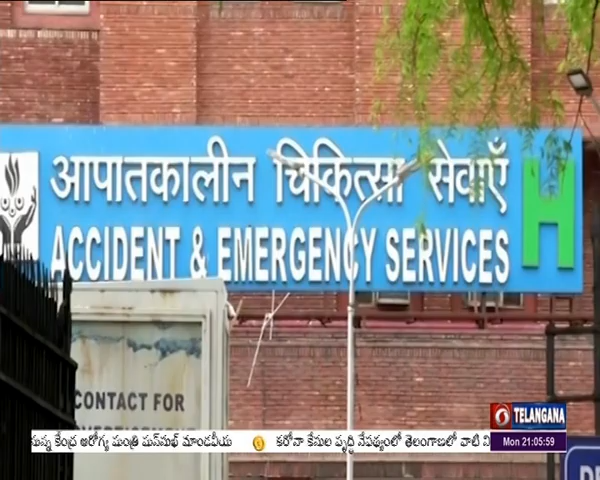 आपातकालीन चिकित्सा सेवाएँ
ACCIDENT & EMERGENCY SERVICES
H
CONTACT FOR
TELANGANA
Mon 21:05:59
కేంద్ర ఆరోగ్య మంత్రి మన్‌సుఖ్ మాండవీయ
కరోనా కేసుల వృద్ధి నేపథ్యంలో తెలంగాణలో వాటి